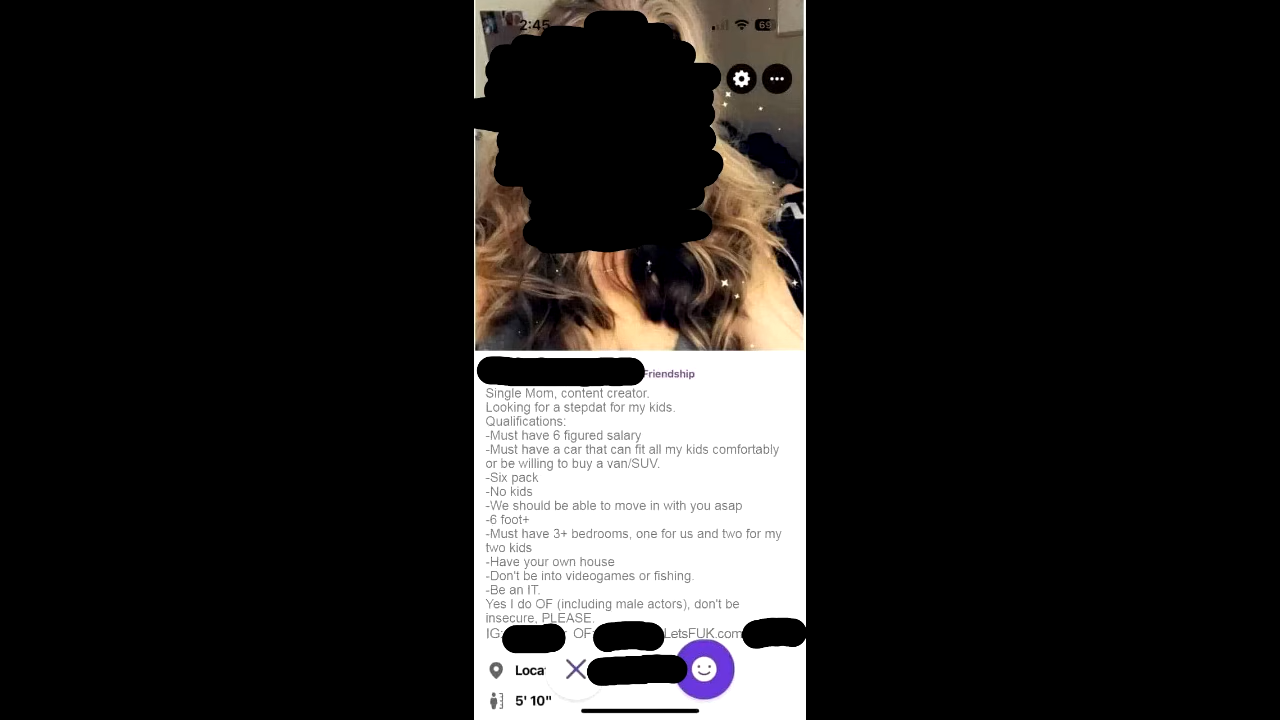 2:45
69
Friendship
Single Mom, content creator.
Looking for a stepdat for my kids.
Qualifications:
-Must have 6 figured salary
-Must have a car that can fit all my kids comfortably
or be willing to buy a van/SUV.
-Six pack
-No kids
-We should be able to move in with you asap
-6 foot+
-Must have 3+ bedrooms, one for us and two for my
two kids
-Have your own house
-Don't be into videogames or fishing.
-Be an IT.
Yes I do OF (including male actors), don't be
insecure, PLEASE.
IG: OF: LetsFUK.com
Loca
5' 10"